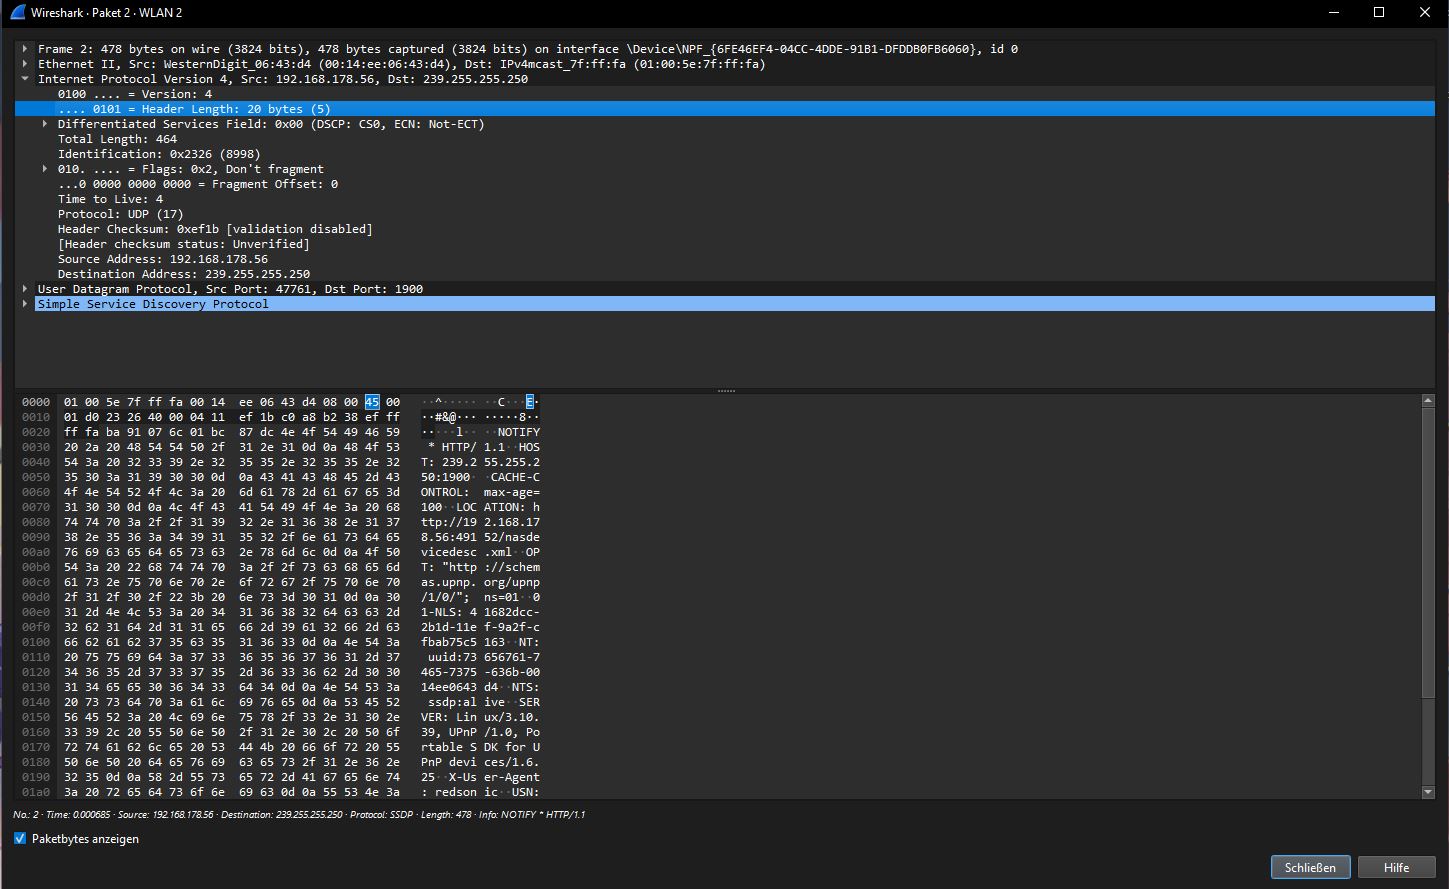 Wireshark · Paket 2 · WLAN 2
Frame 2: 478 bytes on wire (3824 bits), 478 bytes captured (3824 bits) on interface \Device\NPF_{6FE46EF4-04CC-4DDE-91B1-DFDDB0FB6060}, id 0
Ethernet II, Src: WesternDigit_06:43:d4 (00:14:ee:06:43:d4), Dst: IPv4mcast_7f:ff:fa (01:00:5e:7f:ff:fa)
Internet Protocol Version 4, Src: 192.168.178.56, Dst: 239.255.255.250
0100 .... = Version: 4
.... 0101 = Header Length: 20 bytes (5)
Differentiated Services Field: 0x00 (DSCP: CS0, ECN: Not-ECT)
Total Length: 464
Identification: 0x2326 (8998)
010. .... = Flags: 0x2, Don't fragment
...0 0000 0000 0000 = Fragment Offset: 0
Time to Live: 4
Protocol: UDP (17)
Header Checksum: 0xef1b [validation disabled]
[Header checksum status: Unverified]
Source Address: 192.168.178.56
Destination Address: 239.255.255.250
User Datagram Protocol, Src Port: 47761, Dst Port: 1900
Simple Service Discovery Protocol
0000 01 00 5e 7f ff fa 00 14 ee 06 43 d4 08 00 45 00 ··^·····  ··C···E·
0010 01 d0 23 26 40 00 04 11 ef 1b c0 a8 b2 38 ef ff ··#&@··· ·····8··
0020 ff fa ba 91 07 6c 01 bc 87 dc 4e 4f 54 49 46 59 ·····l·· ··NOTIFY
0030 20 2a 20 48 54 54 50 2f 31 2e 31 0d 0a 48 4f 53 * HTTP/ 1.1··HOS
0040 54 3a 20 32 33 39 2e 32 35 35 2e 32 35 35 2e 32 T: 239.2 55.255.2
0050 35 30 3a 31 39 30 30 0d 0a 43 41 43 48 45 2d 43 50:1900· ·CACHE-C
0060 4f 4e 54 52 4f 4c 3a 20 6d 61 78 2d 61 67 65 3d ONTROL: max-age=
0070 31 30 30 0d 0a 4c 4f 43 41 54 49 4f 4e 3a 20 68 100··LOC ATION: h
0080 74 74 70 3a 2f 2f 31 39 32 2e 31 36 38 2e 31 37 ttp://19 2.168.17
0090 38 2e 35 36 3a 34 39 31 35 32 2f 6e 61 73 64 65 8.56:491 52/nasde
00a0 76 69 63 65 64 65 73 63 2e 78 6d 6c 0d 0a 4f 50 vicedesc .xml··OP
00b0 54 3a 20 22 68 74 74 70 3a 2f 2f 73 63 68 65 6d T: "http ://schem
00c0 61 73 2e 75 70 6e 70 2e 6f 72 67 2f 75 70 6e 70 as.upnp. org/upnp
00d0 2f 31 2f 30 2f 22 3b 20 6e 73 3d 30 31 0d 0a 30 /1/0/"; ns=01··0
00e0 31 2d 4e 4c 53 3a 20 34 31 36 38 32 64 63 63 2d 1-NLS: 4 1682dcc-
00f0 32 62 31 64 2d 31 31 65 66 2d 39 61 32 66 2d 63 2b1d-11e f-9a2f-c
0100 66 62 61 62 37 35 63 35 31 36 33 0d 0a 4e 54 3a fbab75c5 163··NT:
0110 20 75 75 69 64 3a 37 33 36 35 36 37 36 31 2d 37 uuid:73 656761-7
0120 34 36 35 2d 37 33 37 35 2d 36 33 36 62 2d 30 30 465-7375 -636b-00
0130 31 34 65 65 30 36 34 33 64 34 0d 0a 4e 54 53 3a 14ee0643 d4··NTS:
0140 20 73 73 64 70 3a 61 6c 69 76 65 0d 0a 53 45 52 ssdp:al ive··SER
0150 56 45 52 3a 20 4c 69 6e 75 78 2f 33 2e 31 30 2e VER: Lin ux/3.10.
0160 33 39 2c 20 55 50 6e 50 2f 31 2e 30 2c 20 50 6f 39, UPnP /1.0, Po
0170 72 74 61 62 6c 65 20 53 44 4b 20 66 6f 72 20 55 rtable S DK for U
0180 50 6e 50 20 64 65 76 69 63 65 73 2f 31 2e 36 2e PnP devi ces/1.6.
0190 32 35 0d 0a 58 2d 55 73 65 72 2d 41 67 65 6e 74 25··X-Us er-Agent
01a0 3a 20 72 65 64 73 6f 6e 69 63 0d 0a 55 53 4e 3a : redson ic··USN:
No.: 2 · Time: 0.000685 · Source: 192.168.178.56 · Destination: 239.255.255.250 · Protocol: SSDP · Length: 478 · Info: NOTIFY * HTTP/1.1
Paketbytes anzeigen
Schließen Hilfe